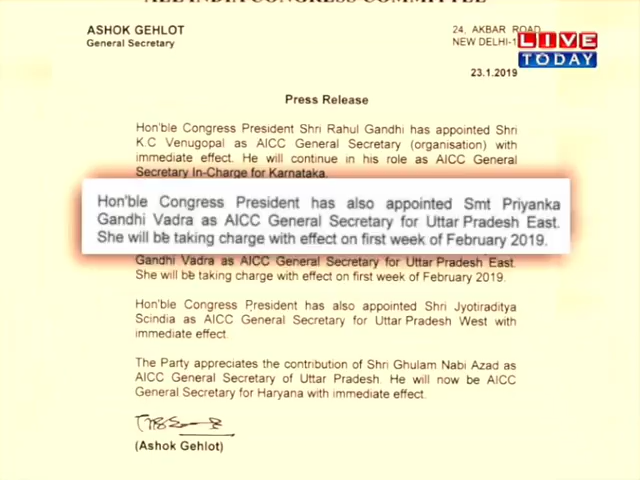 ALL INDIA CONGRESS COMMITTEE
ASHOK GEHLOT
General Secretary
24, AKBAR ROAD
NEW DELHI-1
LIVE
TODAY
23.1.2019
Press Release
Hon'ble Congress President Shri Rahul Gandhi has appointed Shri
K.C Venugopal as AICC General Secretary (organisation) with
immediate effect. He will continue in his role as AICC General
Secretary In-Charge for Karnataka.
Hon'ble Congress President has also appointed Smt Priyanka
Gandhi Vadra as AICC General Secretary for Uttar Pradesh East.
She will be taking charge with effect on first week of February 2019.
Gandhi Vadra as AICC General Secretary for Uttar Pradesh East.
She will be taking charge with effect on first week of February 2019.
Hon'ble Congress President has also appointed Shri Jyotiraditya
Scindia as AICC General Secretary for Uttar Pradesh West with
immediate effect.
The Party appreciates the contribution of Shri Ghulam Nabi Azad as
AICC General Secretary of Uttar Pradesh. He will now be AICC
General Secretary for Haryana with immediate effect.
(Ashok Gehlot)